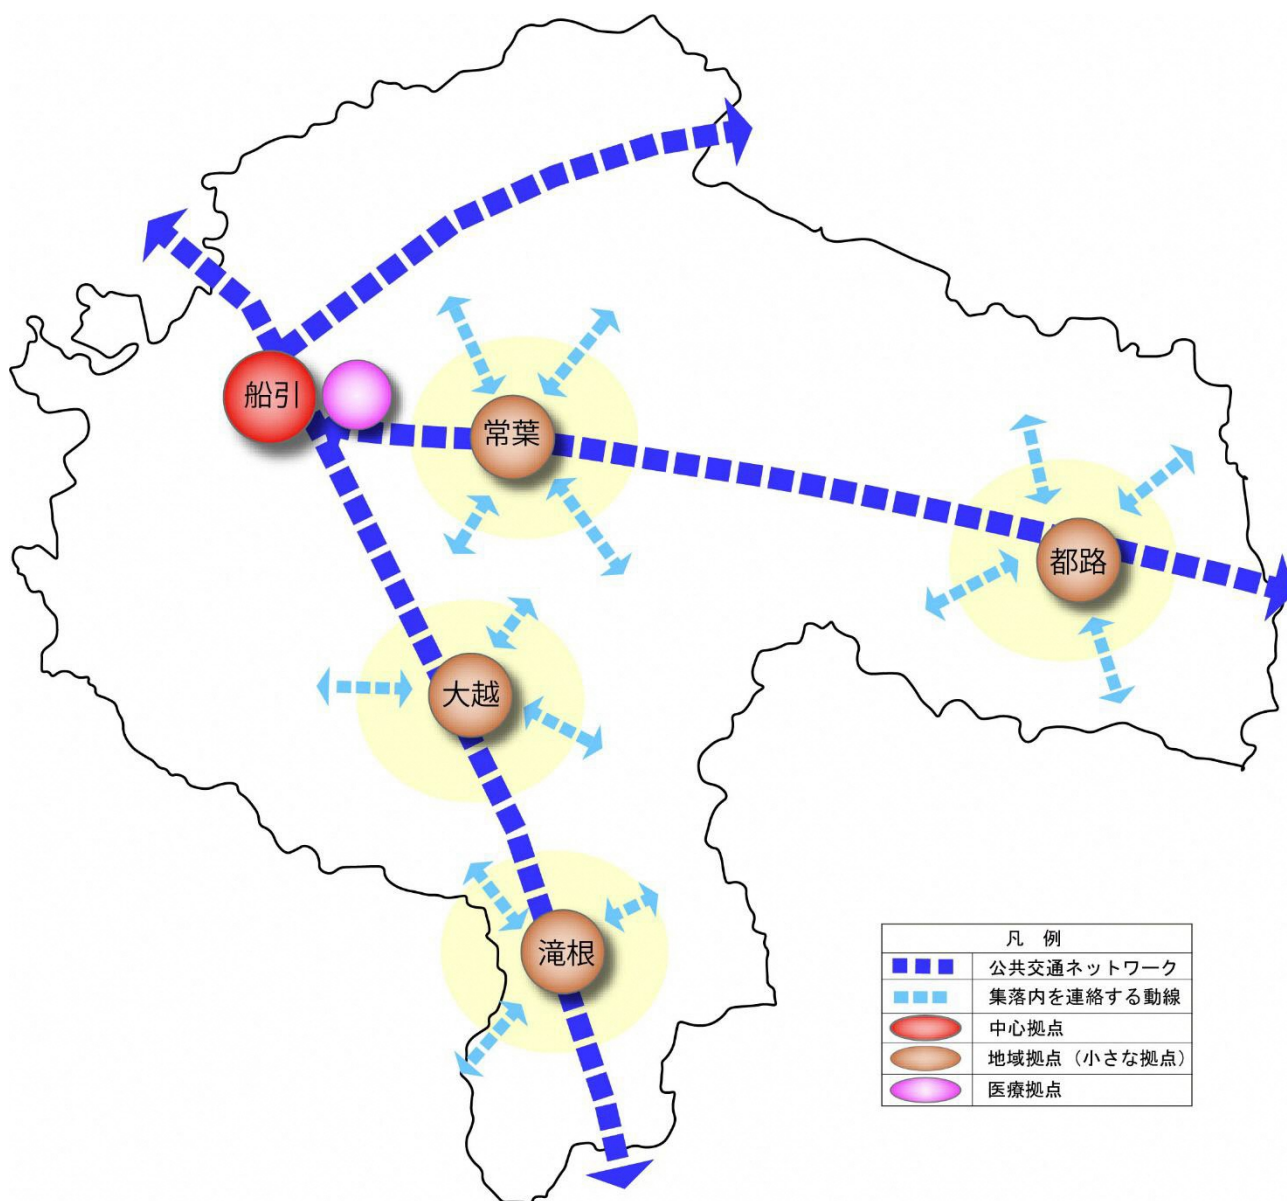 船引
常葉
都路
大越
滝根
凡 例
公共交通ネットワーク
集落内を連絡する動線
中心拠点
地域拠点（小さな拠点）
医療拠点